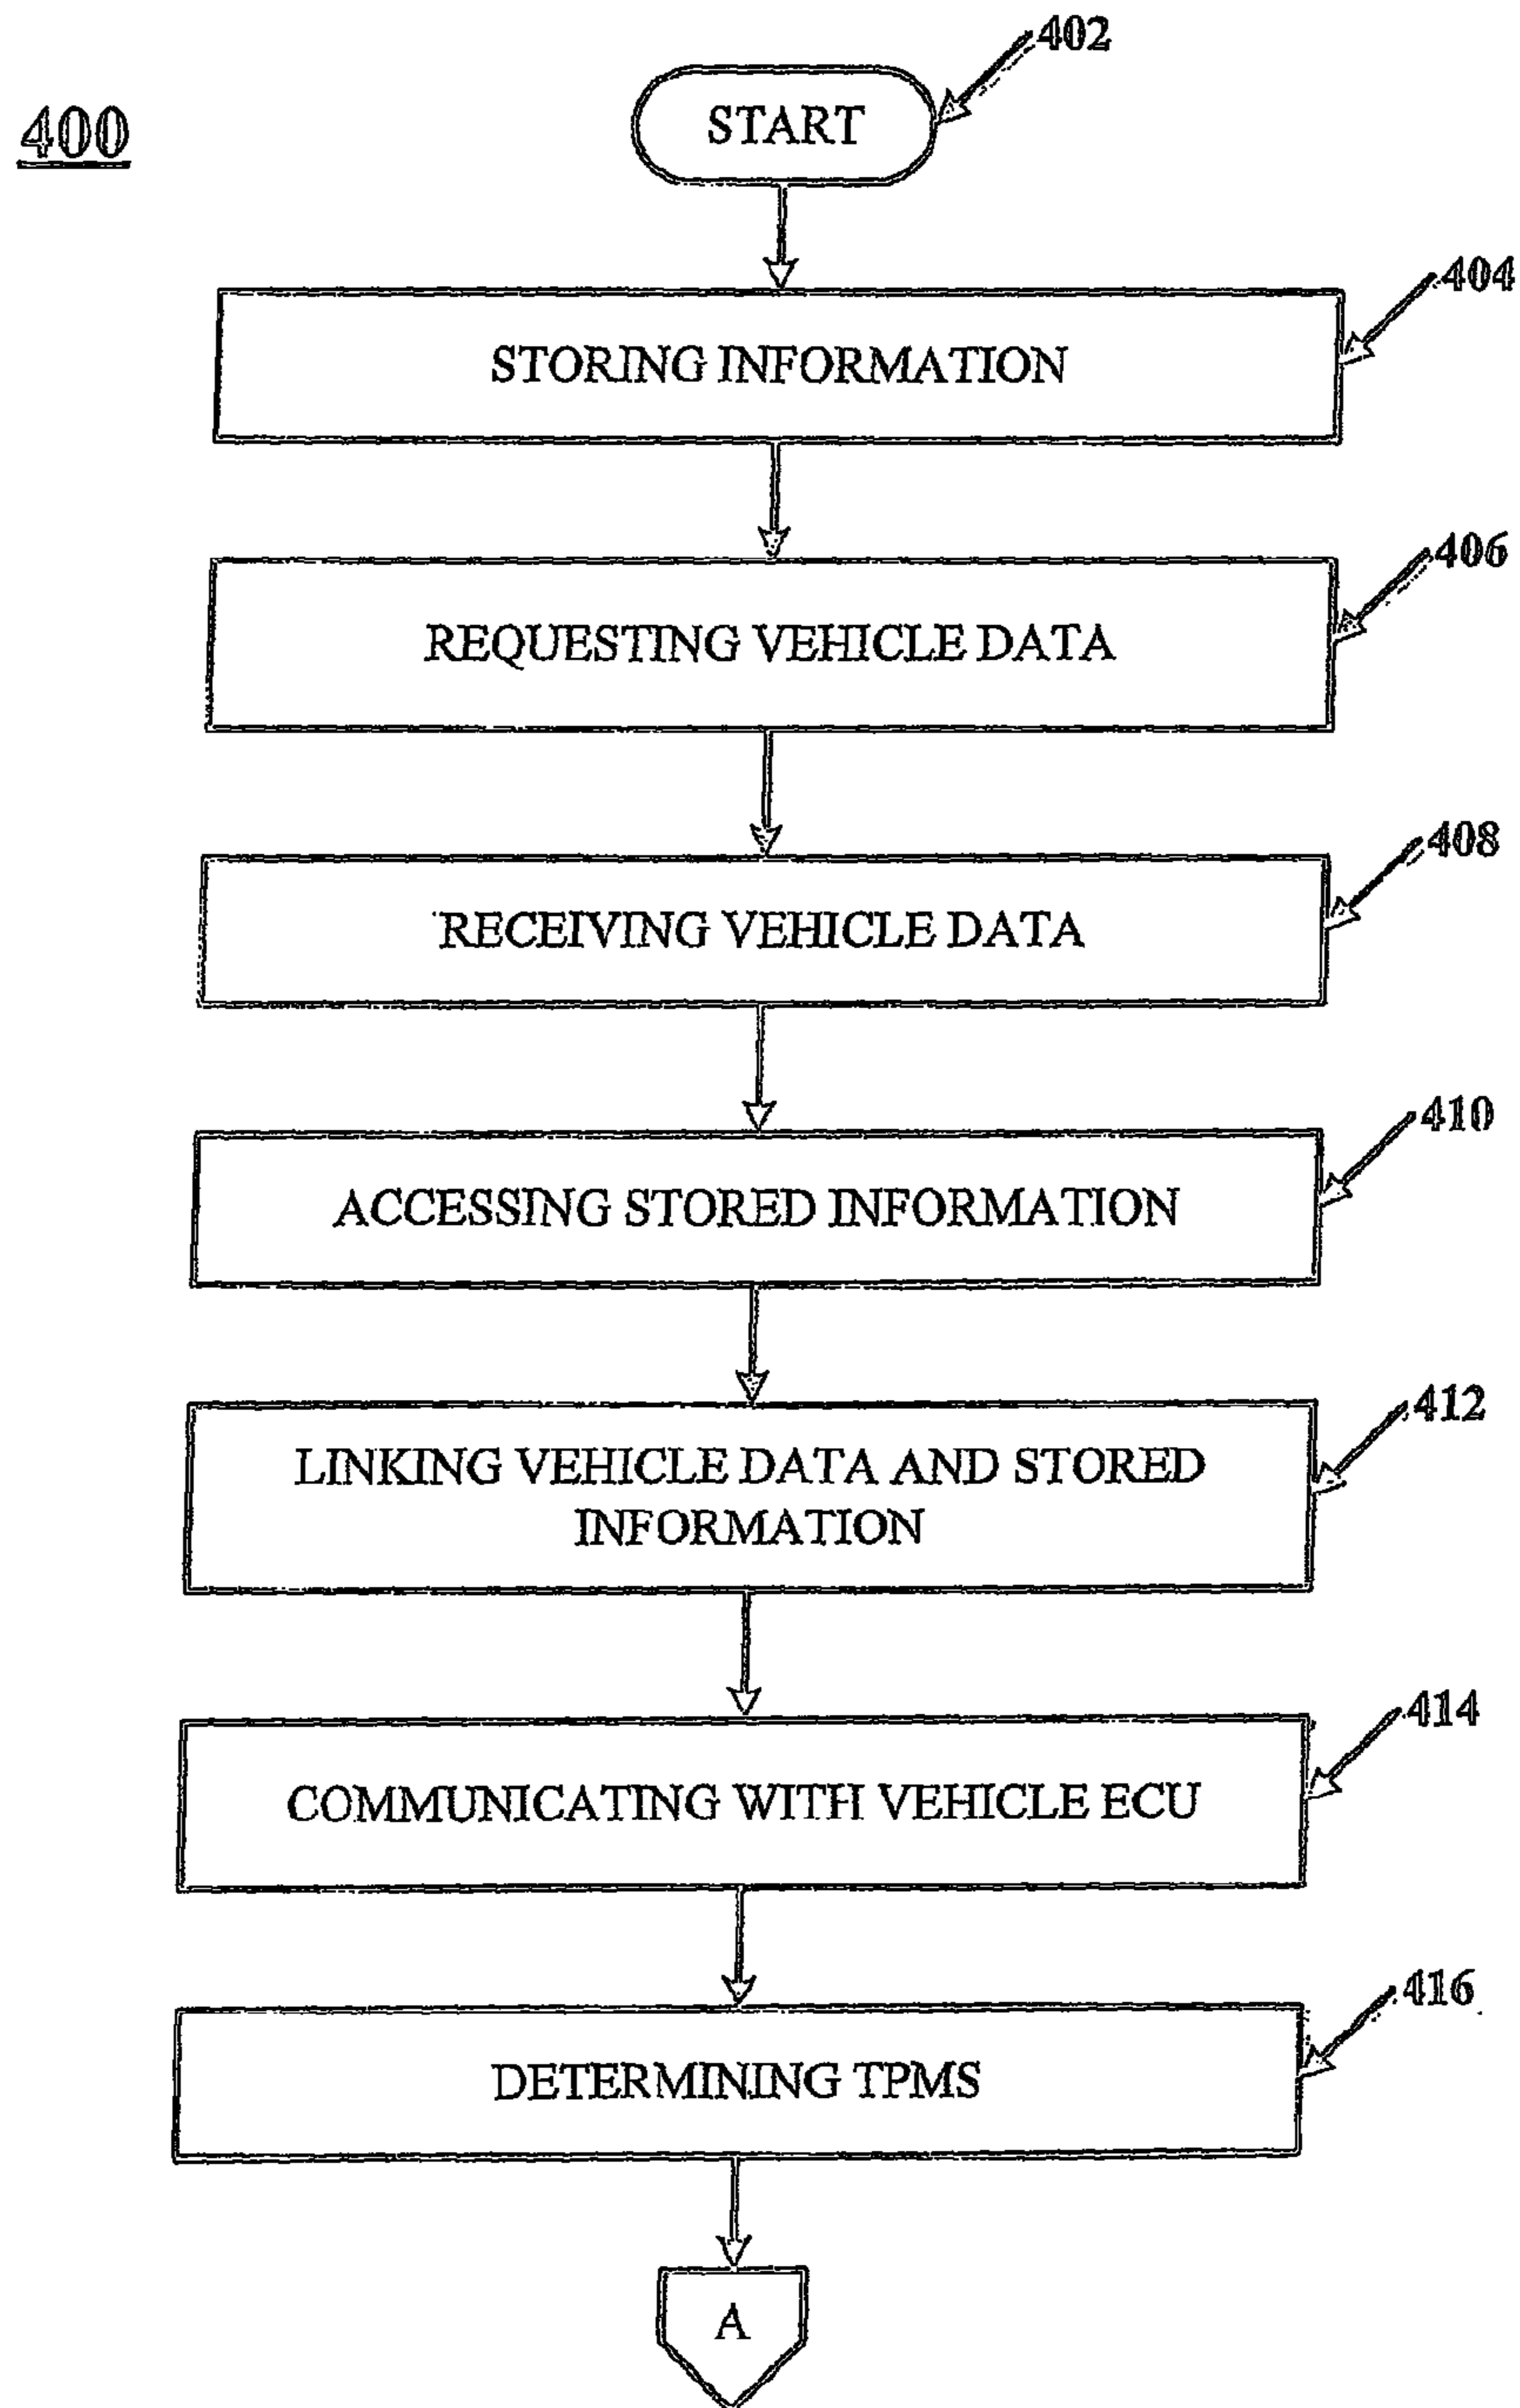 402
400
START
404
STORING INFORMATION
406
REQUESTING VEHICLE DATA
408
RECEIVING VEHICLE DATA
410
ACCESSING STORED INFORMATION
412
LINKING VEHICLE DATA AND STORED
INFORMATION
414
COMMUNICATING WITH VEHICLE ECU
416
DETERMINING TPMS
A